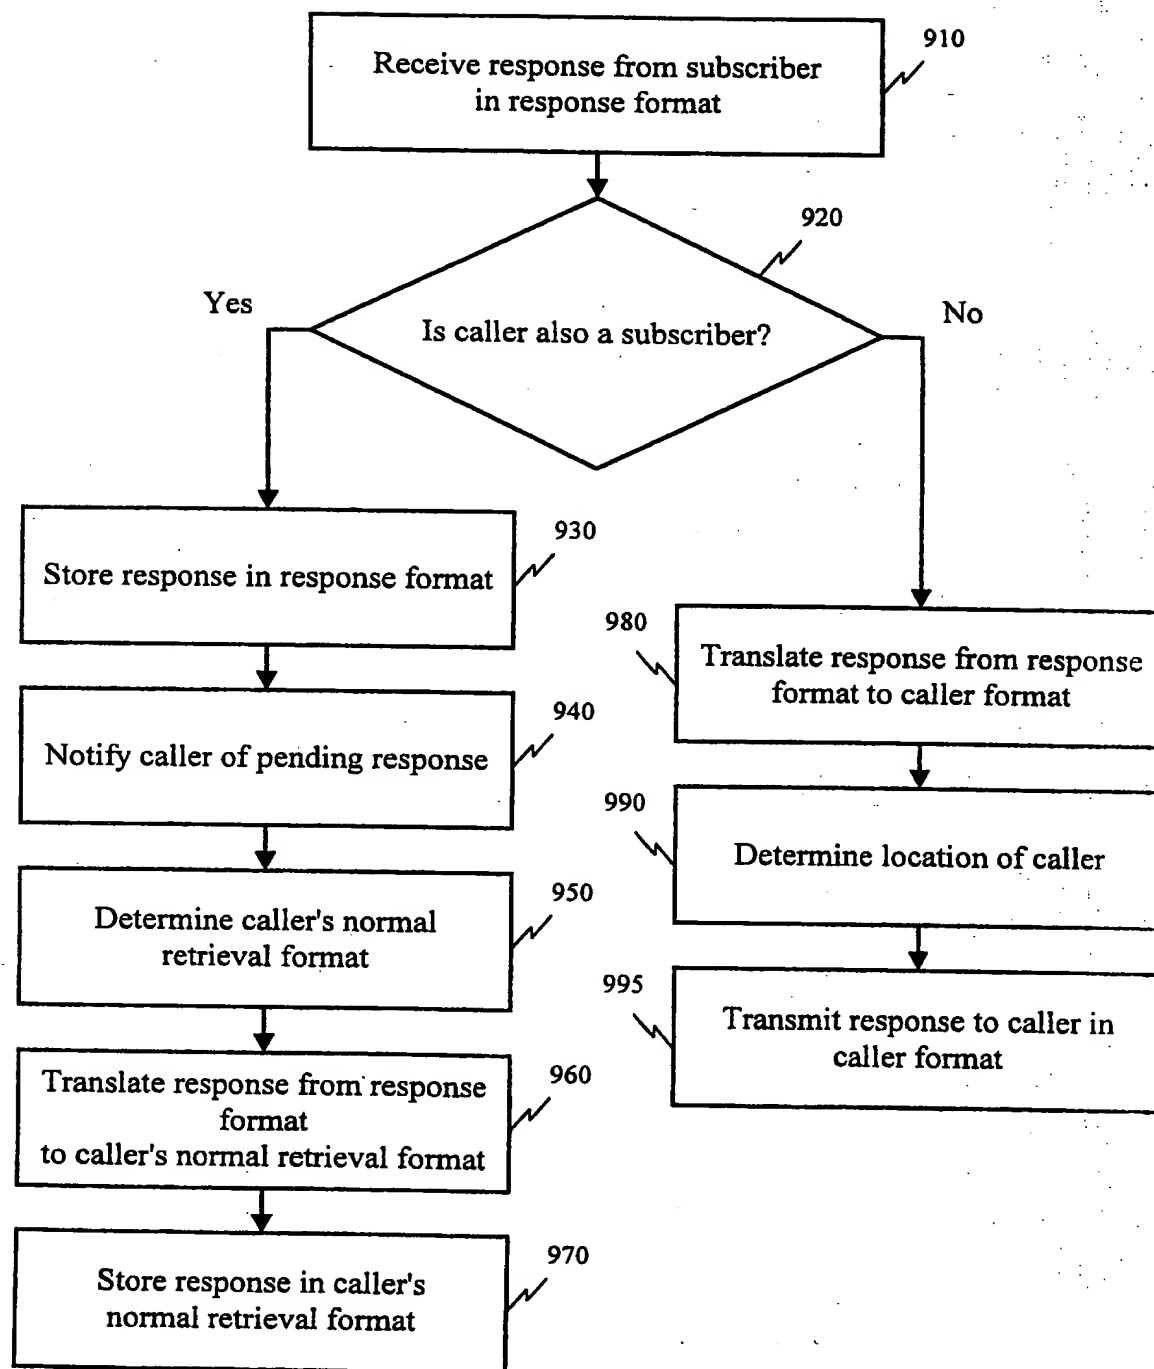 910
Receive response from subscriber
in response format
920
Yes
No
Is caller also a subscriber?
930
Store response in response format
940
Notify caller of pending response
950
Determine caller's normal
retrieval format
960
Translate response from response
format
to caller's normal retrieval format
970
Store response in caller's
normal retrieval format
980
Translate response from response
format to caller format
990
Determine location of caller
995
Transmit response to caller in
caller format